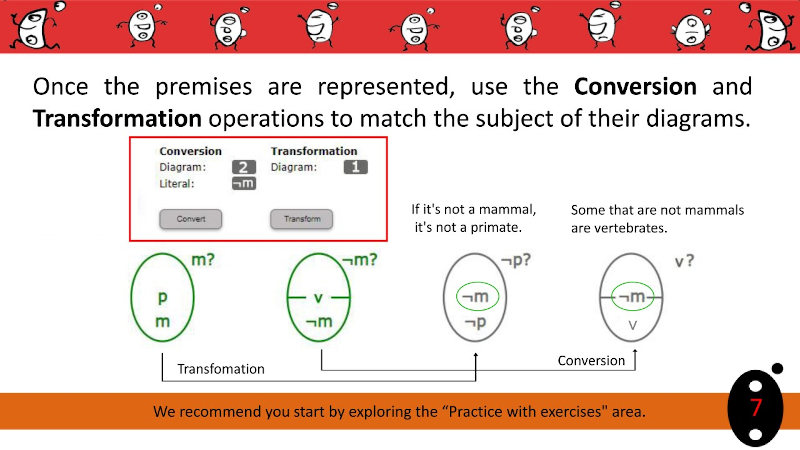 Once the premises are represented, use the Conversion and
Transformation operations to match the subject of their diagrams.
Conversion Transformation
Diagram: 2 Diagram: 1
Literal: ¬m
Convert Transform
If it's not a mammal,
it's not a primate.
Some that are not mammals
are vertebrates.
m? ¬m? ¬p? v?
p v ¬m ¬m
m ¬m ¬p v
Transfomation
Conversion
We recommend you start by exploring the “Practice with exercises" area.
7